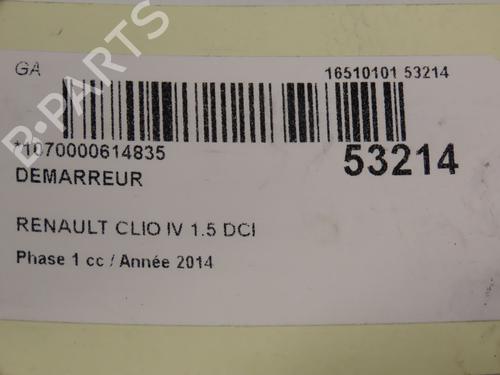 GA
16510101 53214
*1070000614835
53214
DEMARREUR
RENAULT CLIO IV 1.5 DCI
Phase 1 cc / Année 2014
B-PARTS